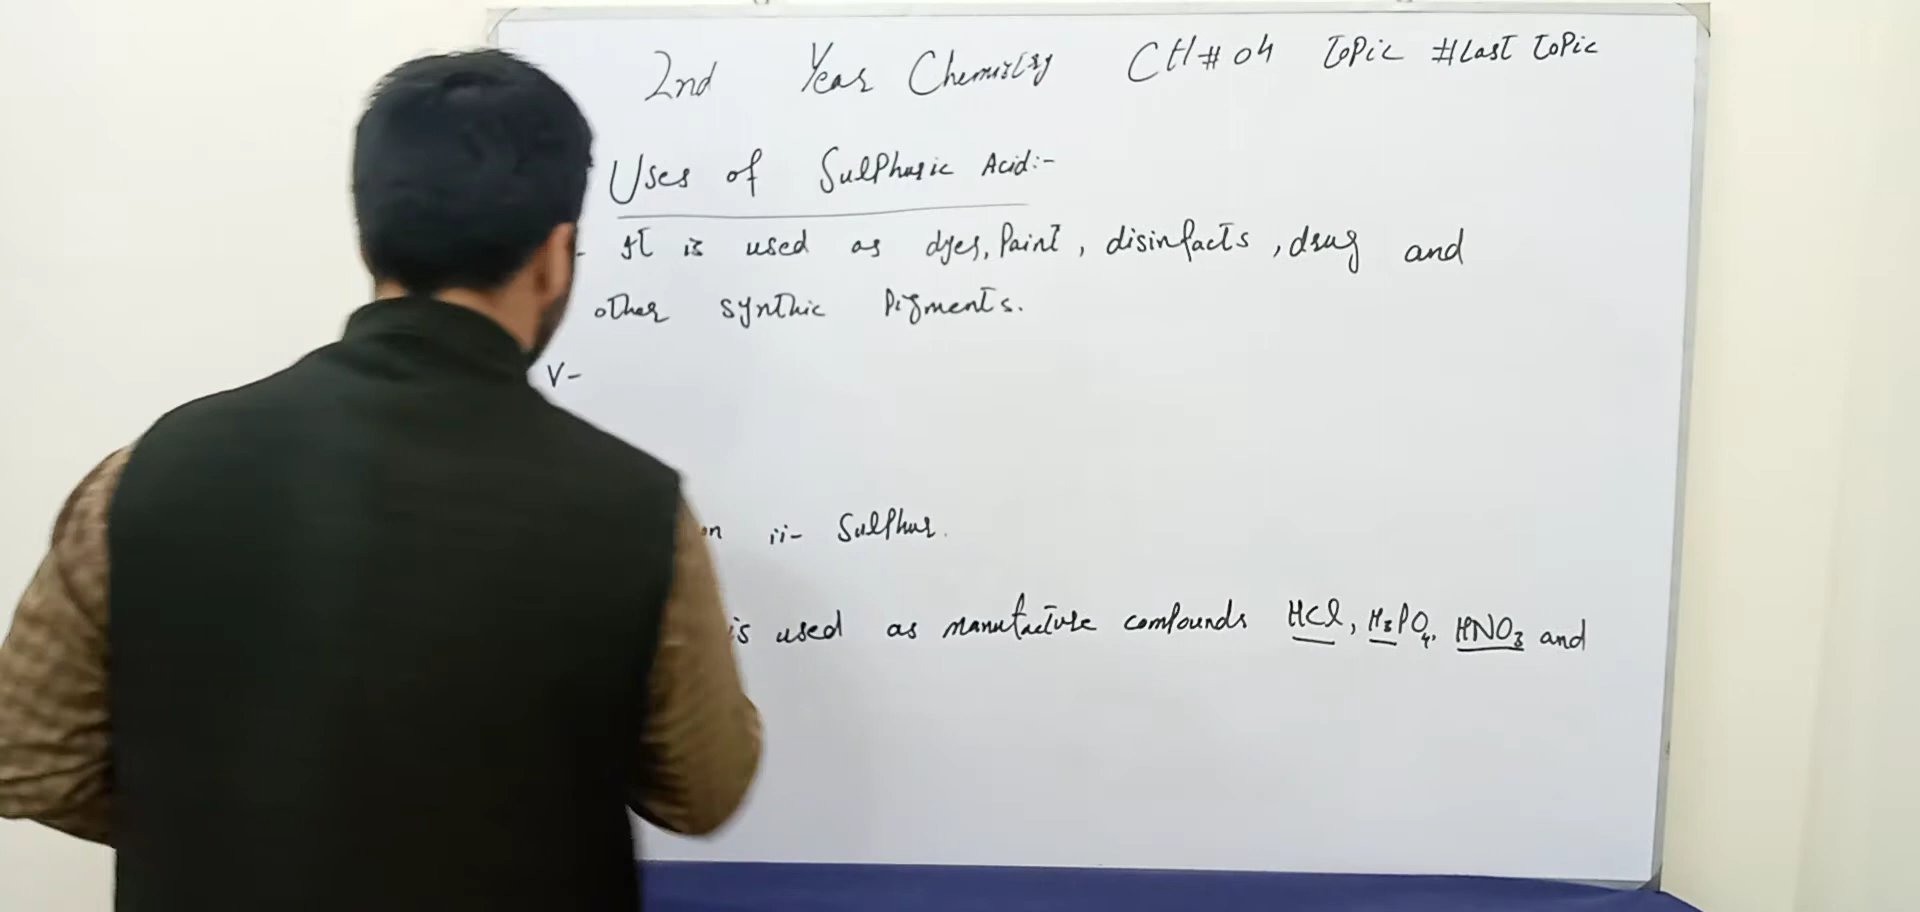 2nd Year Chemistry CH# 04 Topic #Last Topic
Uses of Sulphuric Acid:-
- It is used as dyes, Paint, disinfacts, drug and
other synthic Pigments.
V-
on ii- Sulphur.
is used as manufacture compounds HCl, H₃PO₄, HNO₃ and